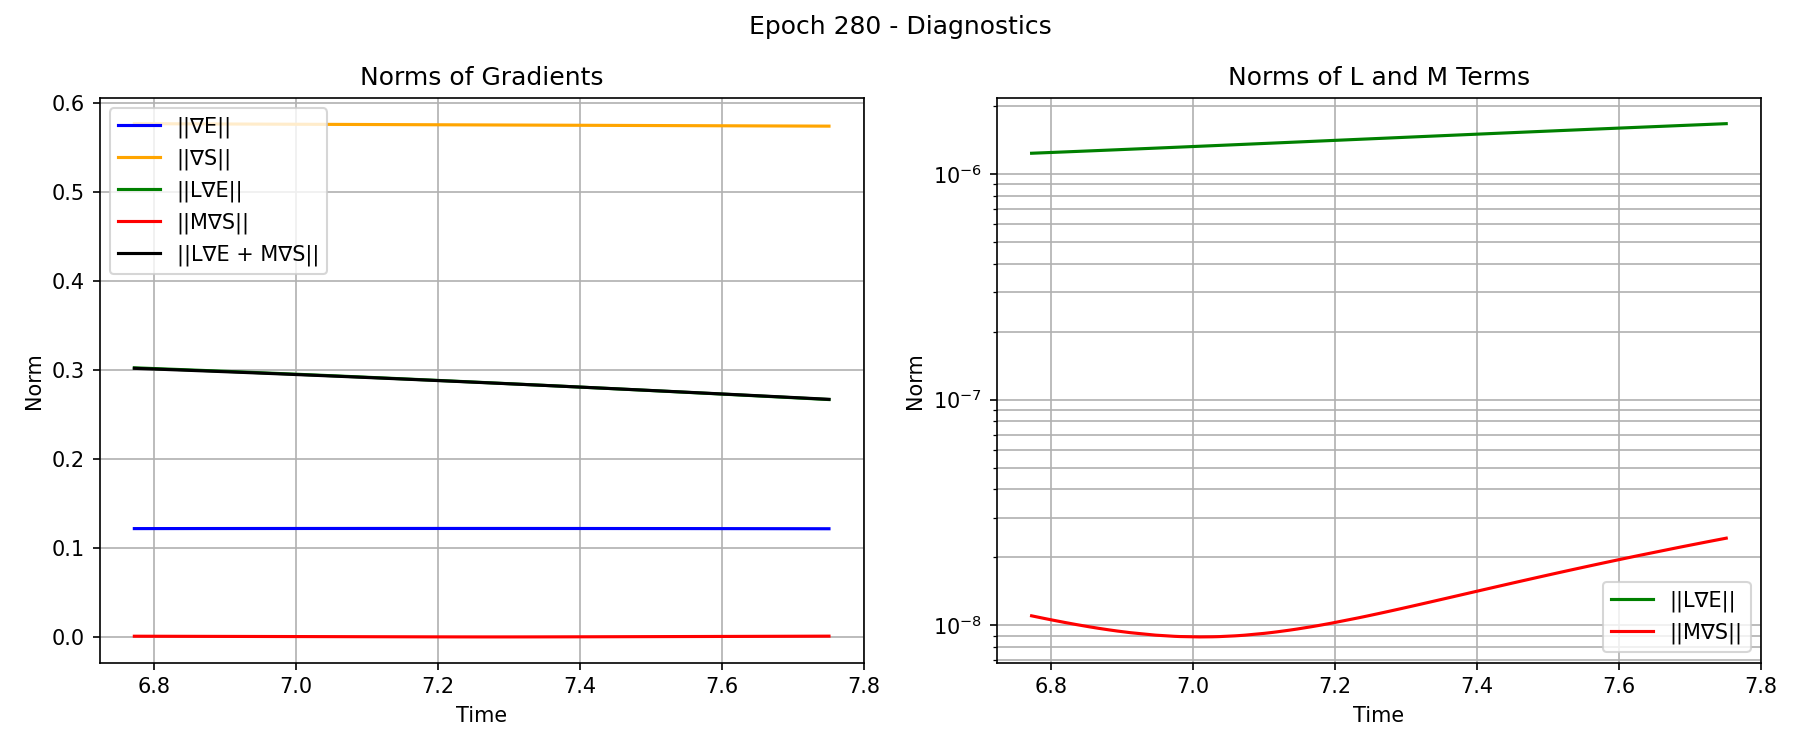 Epoch 280 - Diagnostics
Norms of Gradients
Norm
0.6
0.5
0.4
0.3
0.2
0.1
0.0
||∇E||
||∇S||
||L∇E||
||M∇S||
||L∇E + M∇S||
6.8 7.0 7.2 7.4 7.6 7.8
Time
Norms of L and M Terms
Norm
10⁻⁶
10⁻⁷
10⁻⁸
||L∇E||
||M∇S||
6.8 7.0 7.2 7.4 7.6 7.8
Time